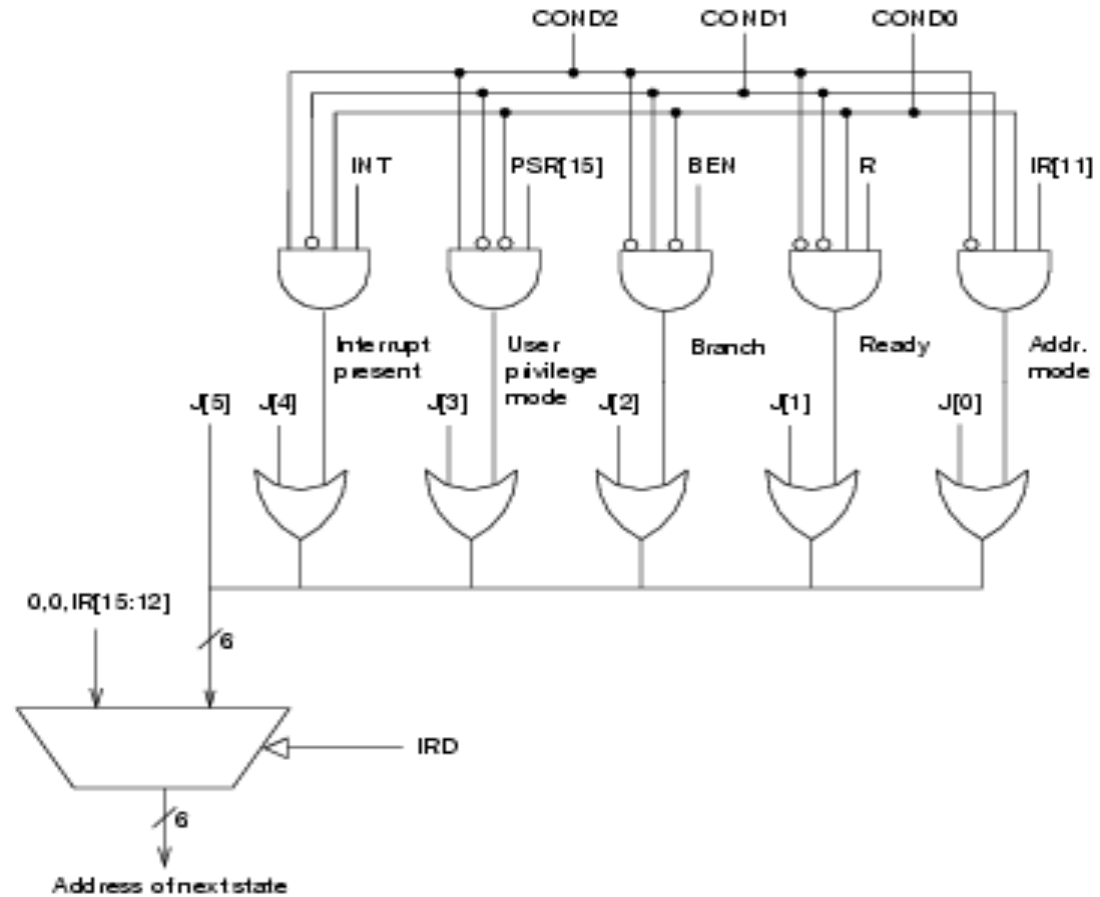 COND2 COND1 COND0
INT PSR[15] BEN R IR[11]
Interrupt
present
User
privilege
mode
Branch
Ready
Addr.
mode
J[5] J[4] J[3] J[2] J[1] J[0]
0,0,IR[15:12]
6
IRD
6
Address of next state